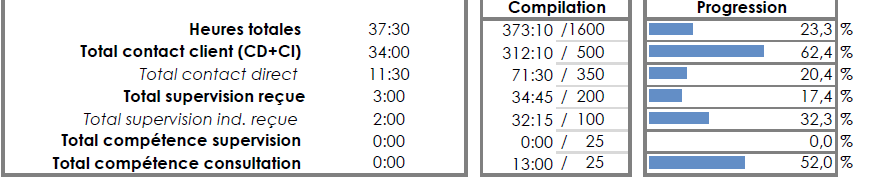 Compilation Progression
Heures totales 37:30 373:10 /1600 23,3 %
Total contact client (CD+CI) 34:00 312:10 / 500 62,4 %
Total contact direct 11:30 71:30 / 350 20,4 %
Total supervision reçue 3:00 34:45 / 200 17,4 %
Total supervision ind. reçue 2:00 32:15 / 100 32,3 %
Total compétence supervision 0:00 0:00 / 25 0,0 %
Total compétence consultation 0:00 13:00 / 25 52,0 %